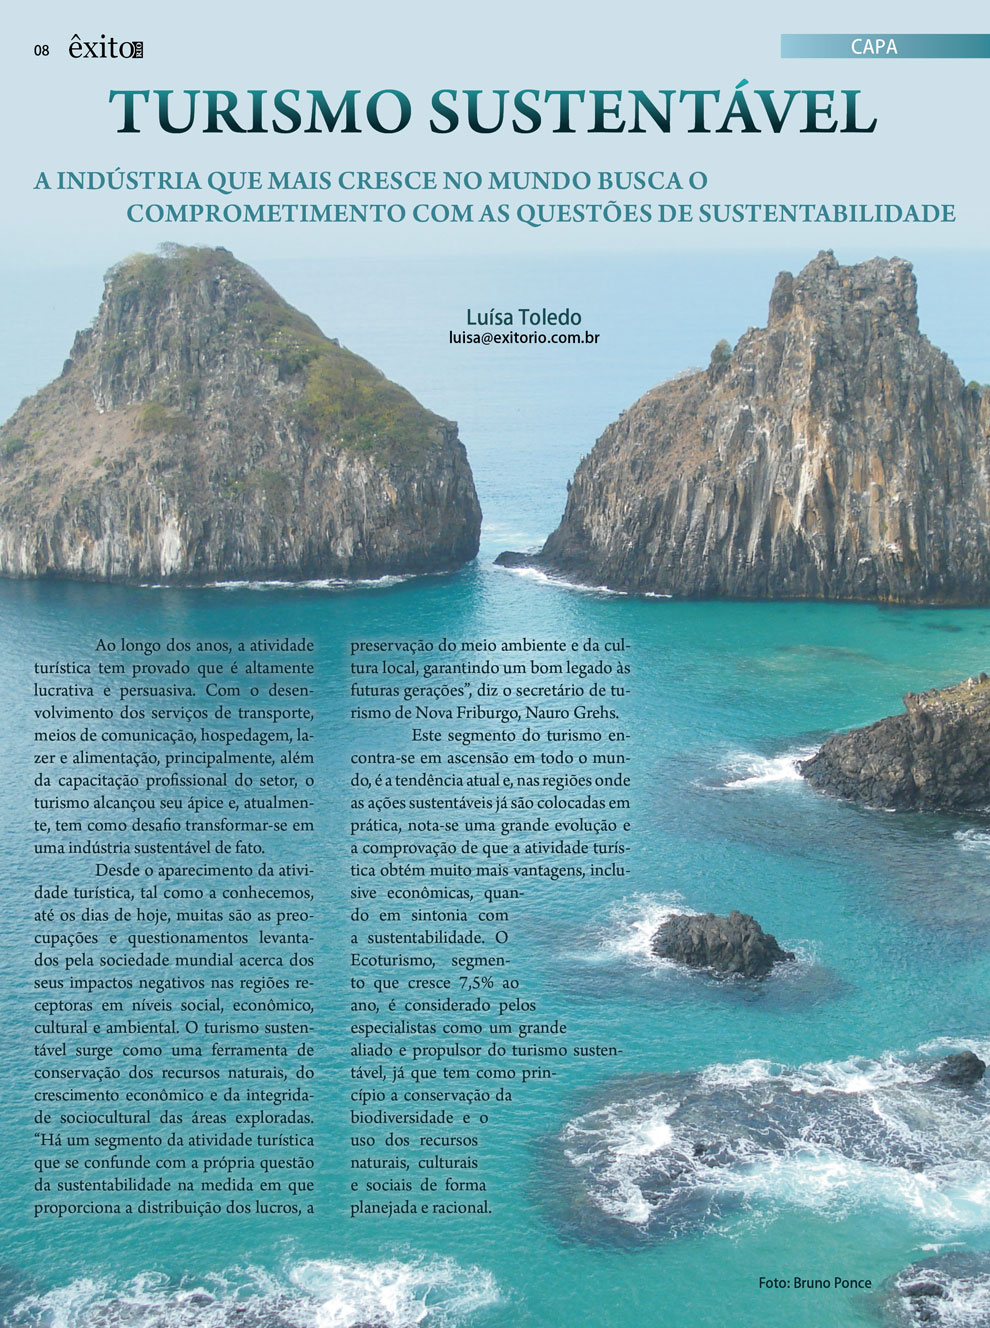 08 êxito RIO
CAPA
TURISMO SUSTENTÁVEL
A INDÚSTRIA QUE MAIS CRESCE NO MUNDO BUSCA O
COMPROMETIMENTO COM AS QUESTÕES DE SUSTENTABILIDADE
Luísa Toledo
luisa@exitorio.com.br
Ao longo dos anos, a atividade
turística tem provado que é altamente
lucrativa e persuasiva. Com o desen-
volvimento dos serviços de transporte,
meios de comunicação, hospedagem, la-
zer e alimentação, principalmente, além
da capacitação profissional do setor, o
turismo alcançou seu ápice e, atualmen-
te, tem como desafio transformar-se em
uma indústria sustentável de fato.
Desde o aparecimento da ativi-
dade turística, tal como a conhecemos,
até os dias de hoje, muitas são as preo-
cupações e questionamentos levanta-
dos pela sociedade mundial acerca dos
seus impactos negativos nas regiões re-
ceptoras em níveis social, econômico,
cultural e ambiental. O turismo susten-
tável surge como uma ferramenta de
conservação dos recursos naturais, do
crescimento econômico e da integrida-
de sociocultural das áreas exploradas.
“Há um segmento da atividade turística
que se confunde com a própria questão
da sustentabilidade na medida em que
proporciona a distribuição dos lucros, a
preservação do meio ambiente e da cul-
tura local, garantindo um bom legado às
futuras gerações”, diz o secretário de tu-
rismo de Nova Friburgo, Nauro Grehs.
Este segmento do turismo en-
contra-se em ascensão em todo o mun-
do, é a tendência atual e, nas regiões onde
as ações sustentáveis já são colocadas em
prática, nota-se uma grande evolução e
a comprovação de que a atividade turís-
tica obtém muito mais vantagens, inclu-
sive econômicas, quan-
do em sintonia com
a sustentabilidade. O
Ecoturismo, segmen-
to que cresce 7,5% ao
ano, é considerado pelos
especialistas como um grande
aliado e propulsor do turismo susten-
tável, já que tem como prin-
cípio a conservação da
biodiversidade e o
uso dos recursos
naturais, culturais
e sociais de forma
planejada e racional.
Foto: Bruno Ponce